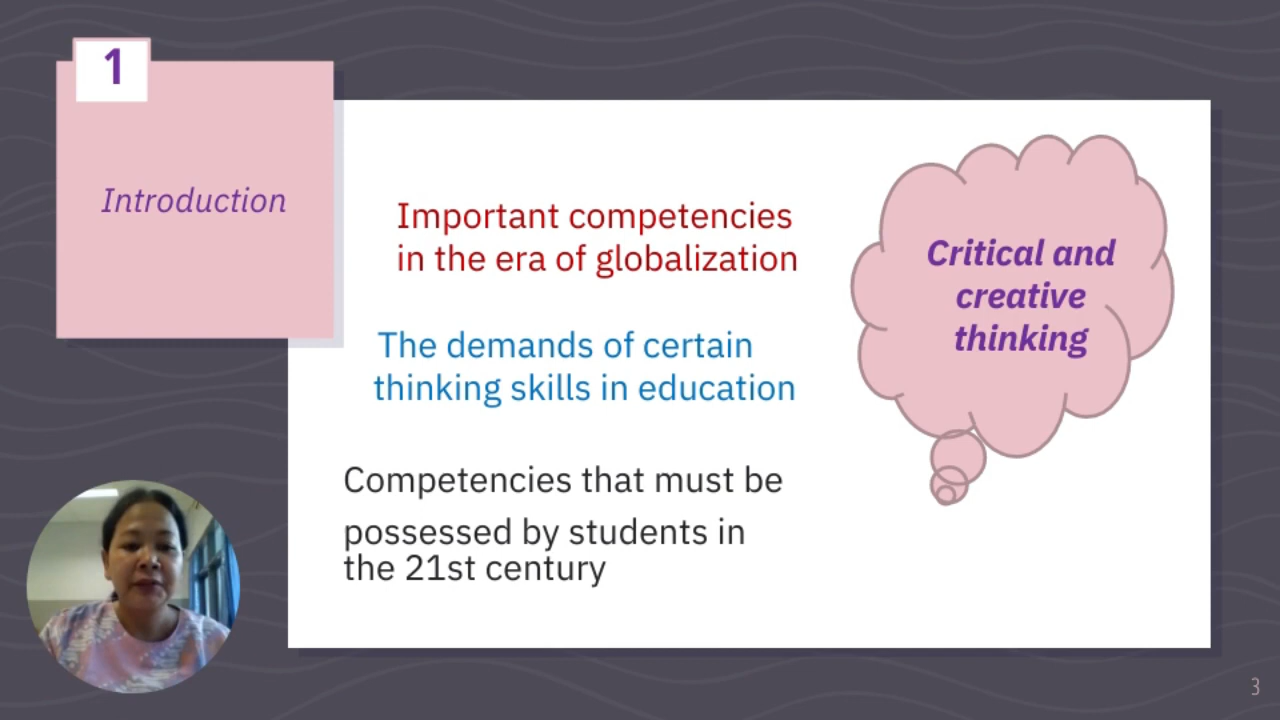 1
Introduction
Important competencies
in the era of globalization
The demands of certain
thinking skills in education
Competencies that must be
possessed by students in
the 21st century
Critical and
creative
thinking
3